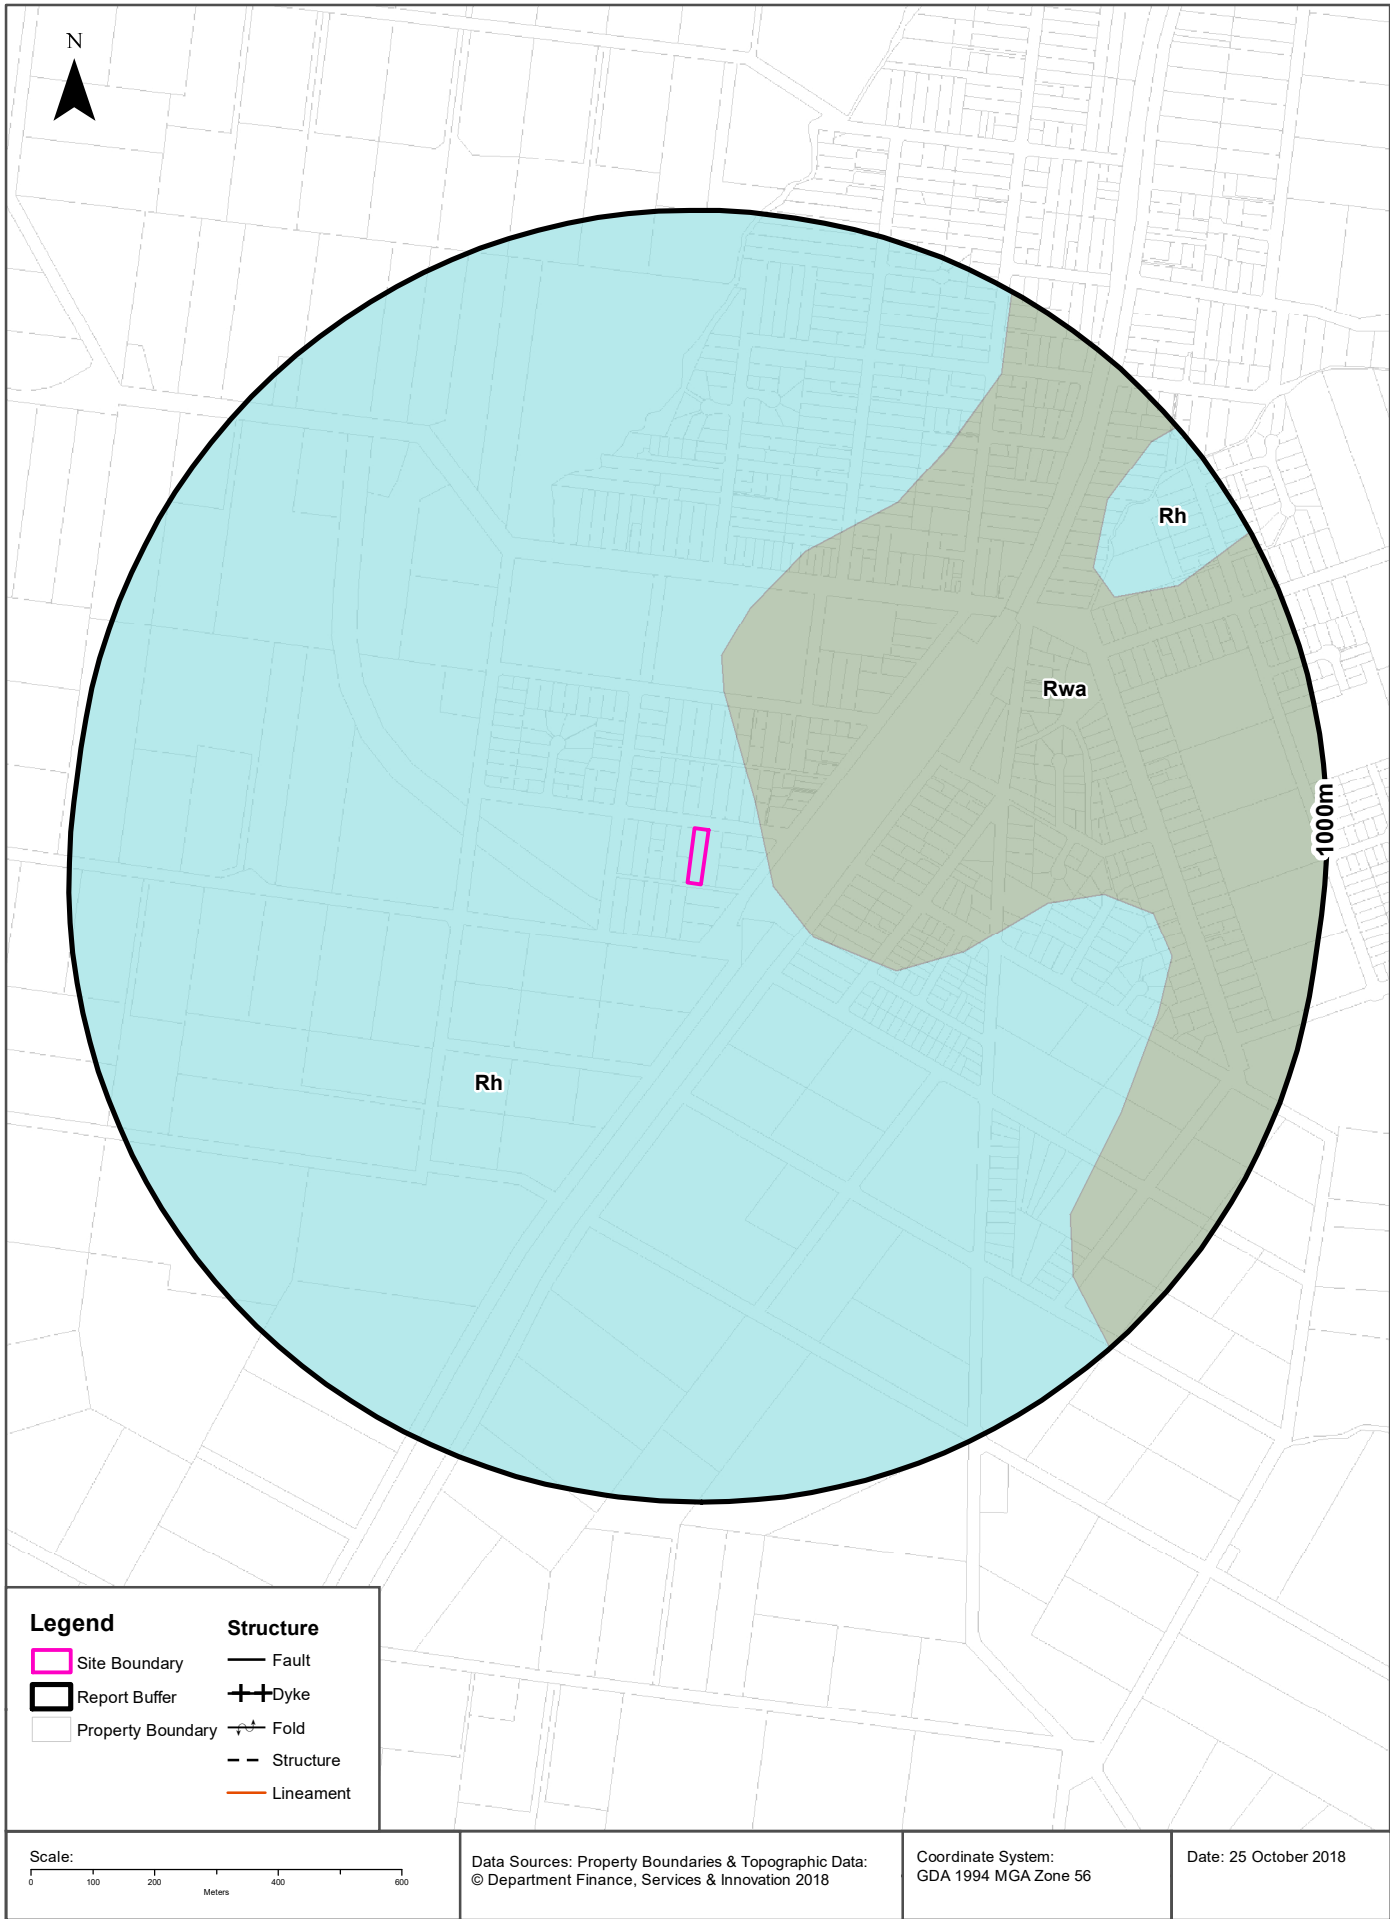 N
Rh
Rwa
1000m
Rh
Legend
Site Boundary
Report Buffer
Property Boundary
Structure
Fault
Dyke
Fold
Structure
Lineament
Scale:
0 100 200 400 600
Meters
Data Sources: Property Boundaries & Topographic Data:
© Department Finance, Services & Innovation 2018
Coordinate System:
GDA 1994 MGA Zone 56
Date: 25 October 2018